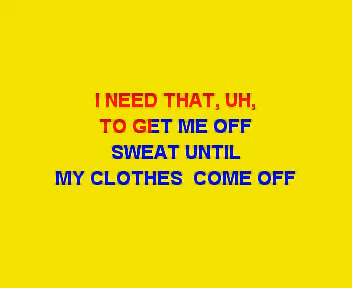 I NEED THAT, UH,
TO GET ME OFF
SWEAT UNTIL
MY CLOTHES  COME OFF